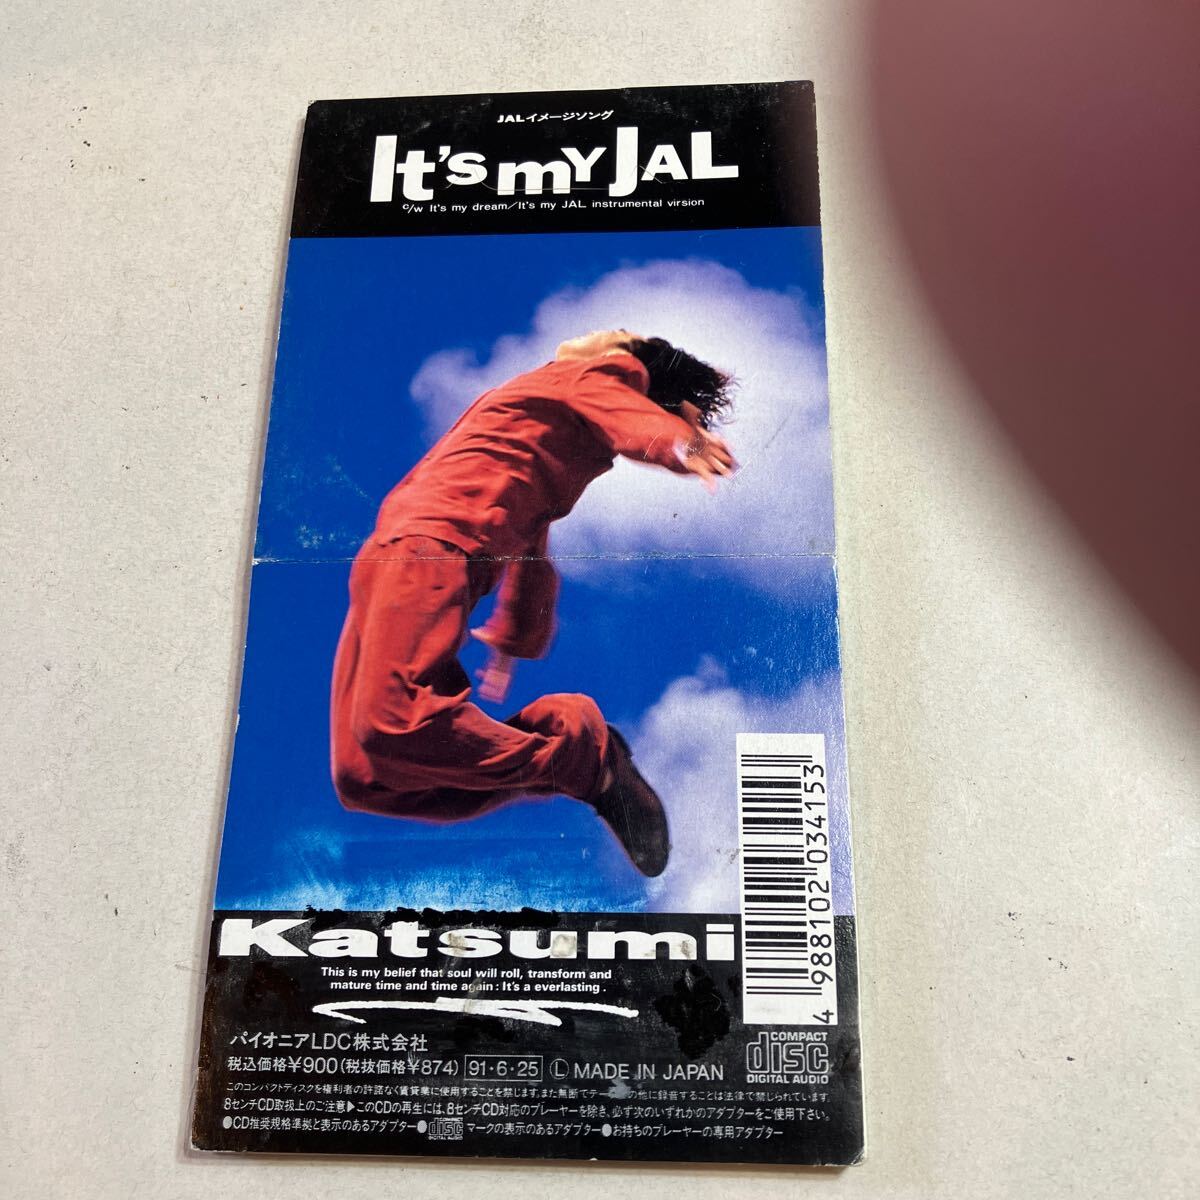 JALイメージソング
It's my JAL
c/w It's my dream/It's my JAL instrumental virsion
4 988102 034153
Katsumi
This is my belief that soul will roll, transform and
mature time and time again: It's a everlasting.
パイオニアLDC株式会社
税込価格¥900(税抜価格¥874) 91・6・25 Ⓛ MADE IN JAPAN
COMPACT
disc
DIGITAL AUDIO
このコンパクトディスクを権利者の許諾なく賃貸業に使用することを禁じます。また無断でテープその他に録音することは法律で禁じられています。
8センチCD取扱上のご注意▶このCDの再生には、8センチCD対応のプレーヤーを除き、必ず次のいずれかのアダプターをご使用下さい。
●CD推奨規格準拠と表示のあるアダプター●disc マークの表示のあるアダプター●お持ちのプレーヤーの専用アダプター